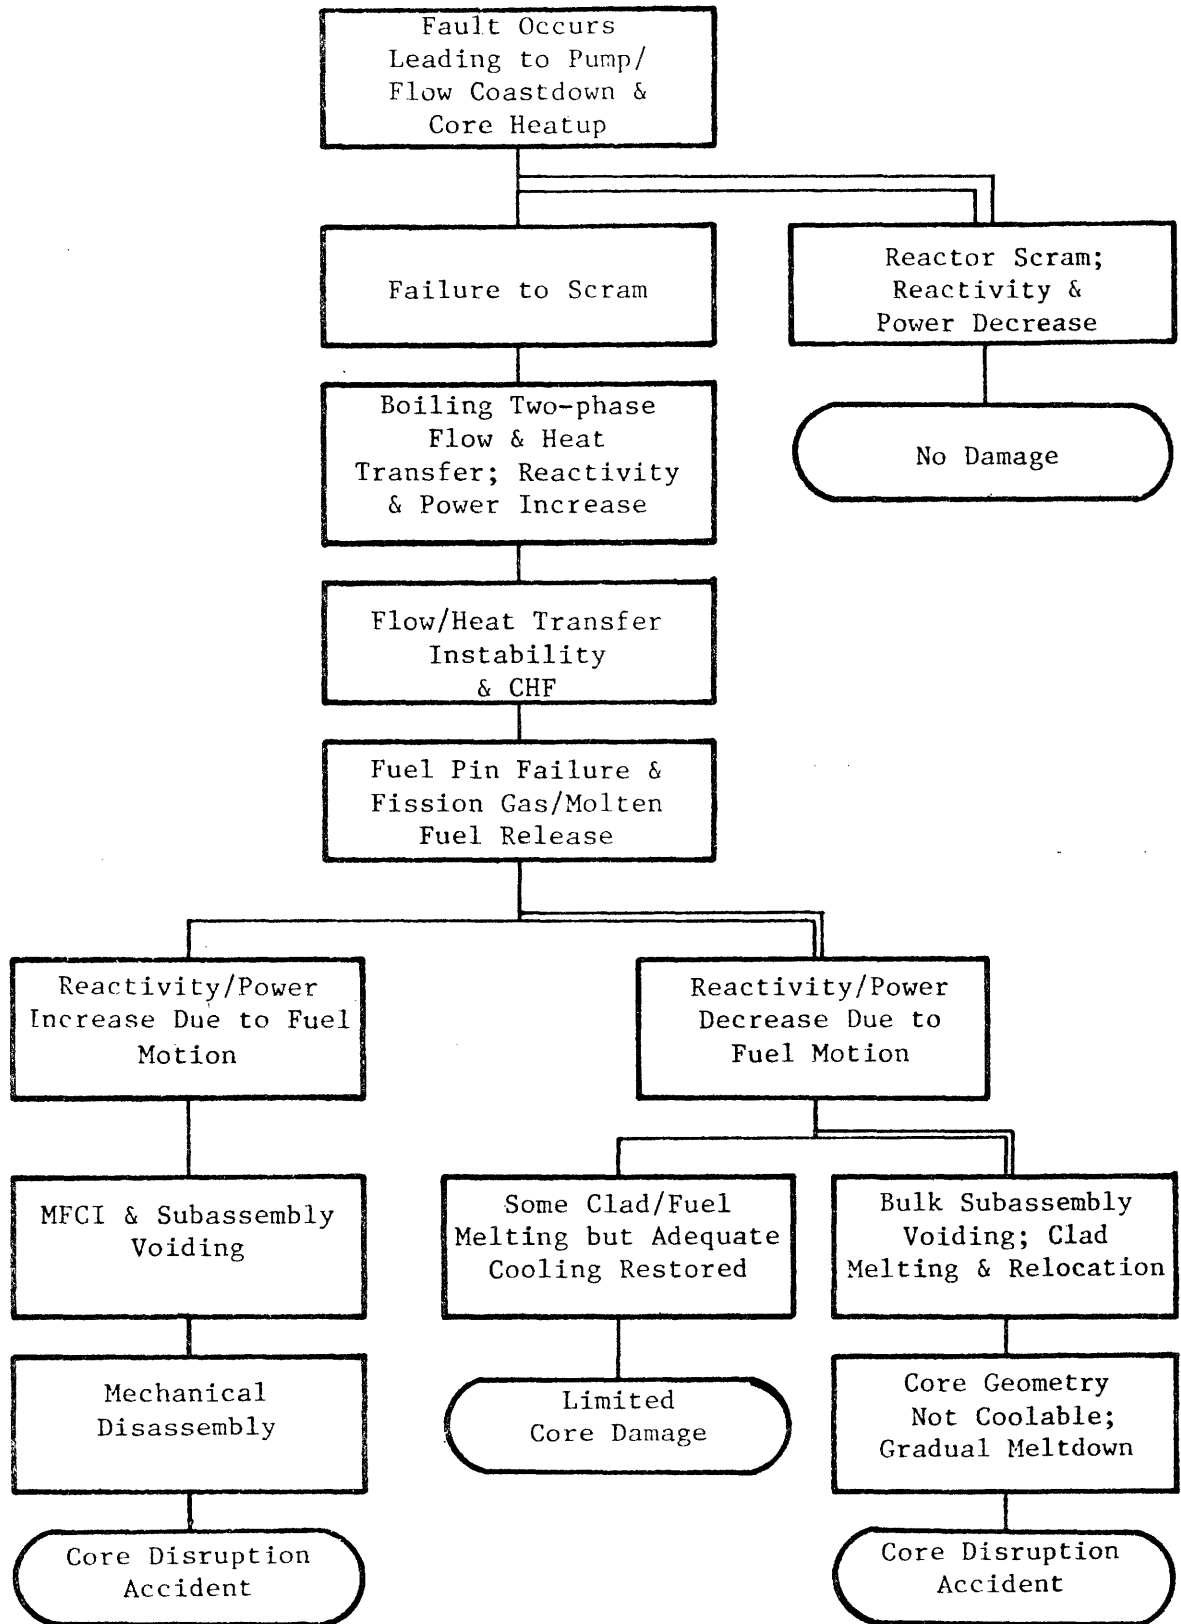 Fault Occurs
Leading to Pump/
Flow Coastdown &
Core Heatup
Failure to Scram
Reactor Scram;
Reactivity &
Power Decrease
Boiling Two-phase
Flow & Heat
Transfer; Reactivity
& Power Increase
No Damage
Flow/Heat Transfer
Instability
& CHF
Fuel Pin Failure &
Fission Gas/Molten
Fuel Release
Reactivity/Power
Increase Due to Fuel
Motion
Reactivity/Power
Decrease Due to
Fuel Motion
MFCI & Subassembly
Voiding
Some Clad/Fuel
Melting but Adequate
Cooling Restored
Bulk Subassembly
Voiding; Clad
Melting & Relocation
Mechanical
Disassembly
Limited
Core Damage
Core Geometry
Not Coolable;
Gradual Meltdown
Core Disruption
Accident
Core Disruption
Accident